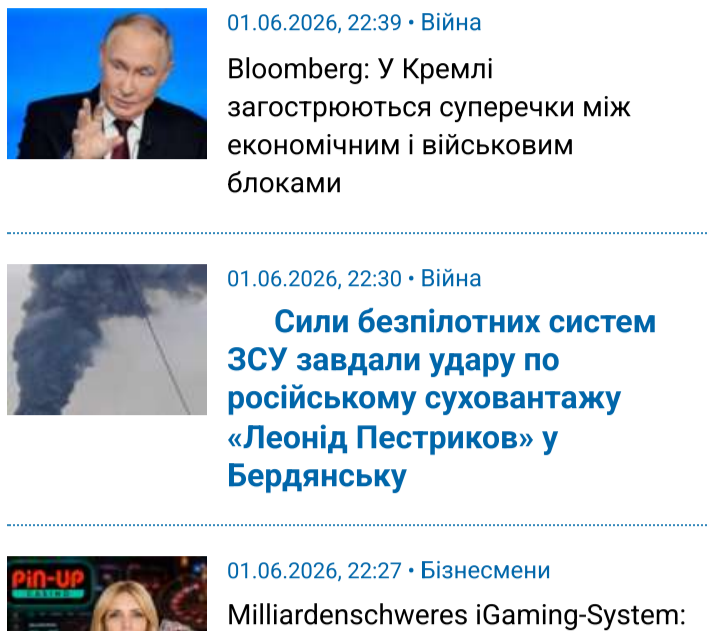 01.06.2026, 22:39 • Війна
Bloomberg: У Кремлі
загострюються суперечки між
економічним і військовим
блоками
01.06.2026, 22:30 • Війна
Сили безпілотних систем
ЗСУ завдали удару по
російському суховантажу
«Леонід Пестриков» у
Бердянську
PiN-UP
CASINO
01.06.2026, 22:27 • Бізнесмени
Milliardenschweres iGaming-System: